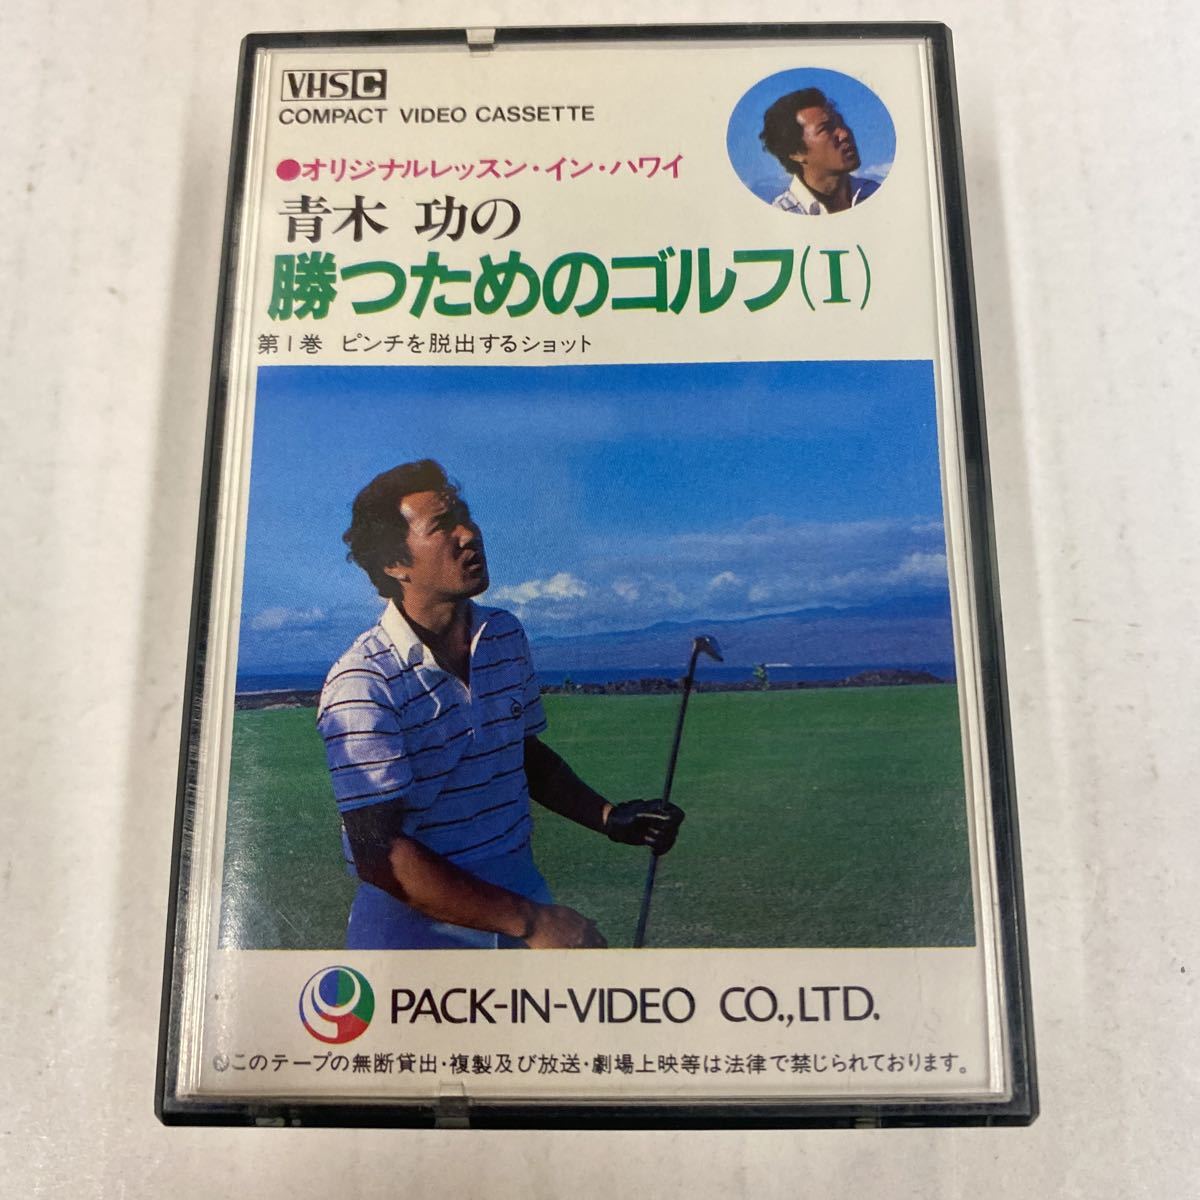 VHS C
COMPACT VIDEO CASSETTE
●オリジナルレッスン・イン・ハワイ
青木 功の
勝つためのゴルフ(I)
第1巻 ピンチを脱出するショット
PACK-IN-VIDEO CO.,LTD.
このテープの無断貸出・複製及び放送・劇場上映等は法律で禁じられております。